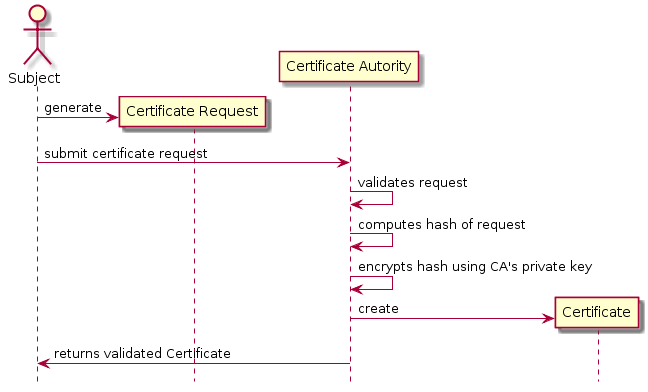 Subject
Certificate Autority
generate
Certificate Request
submit certificate request
validates request
computes hash of request
encrypts hash using CA's private key
create
Certificate
returns validated Certificate